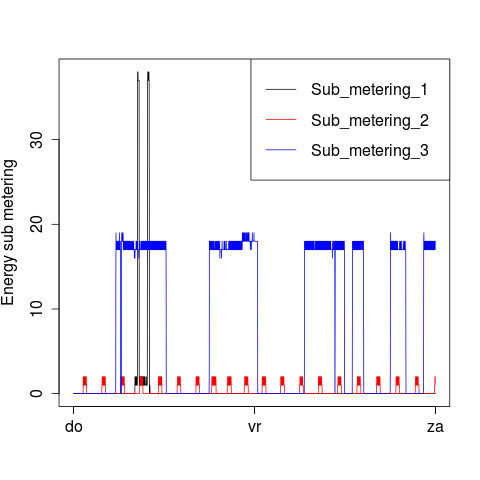 Sub_metering_1
Sub_metering_2
Sub_metering_3
Energy sub metering
30
20
10
0
do vr za